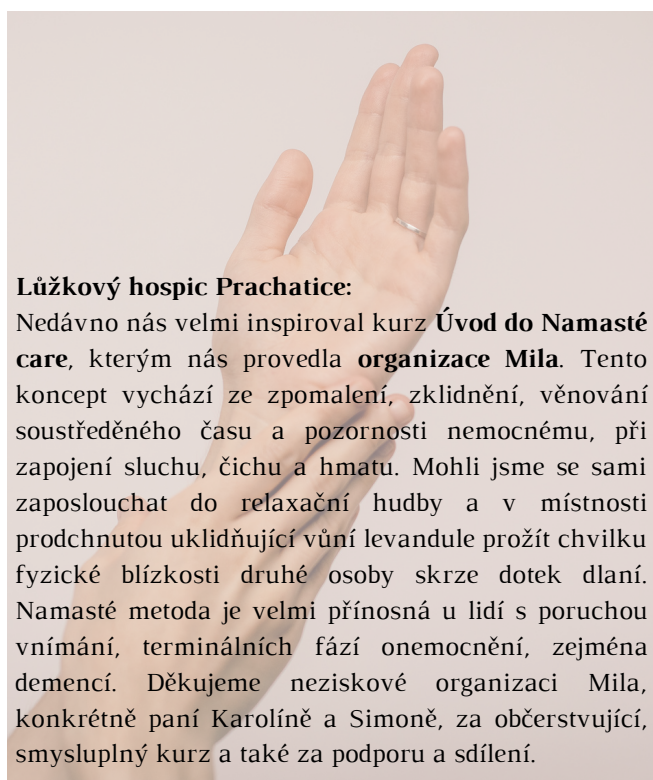 Lůžkový hospic Prachatice:
Nedávno nás velmi inspiroval kurz Úvod do Namasté
care, kterým nás provedla organizace Mila. Tento
koncept vychází ze zpomalení, zklidnění, věnování
soustředěného času a pozornosti nemocnému, při
zapojení sluchu, čichu a hmatu. Mohli jsme se sami
zaposlouchat do relaxační hudby a v místnosti
prodchnutou uklidňující vůní levandule prožít chvilku
fyzické blízkosti druhé osoby skrze dotek dlaní.
Namasté metoda je velmi přínosná u lidí s poruchou
vnímání, terminálních fází onemocnění, zejména
demencí. Děkujeme neziskové organizaci Mila,
konkrétně paní Karolíně a Simoně, za občerstvující,
smysluplný kurz a také za podporu a sdílení.